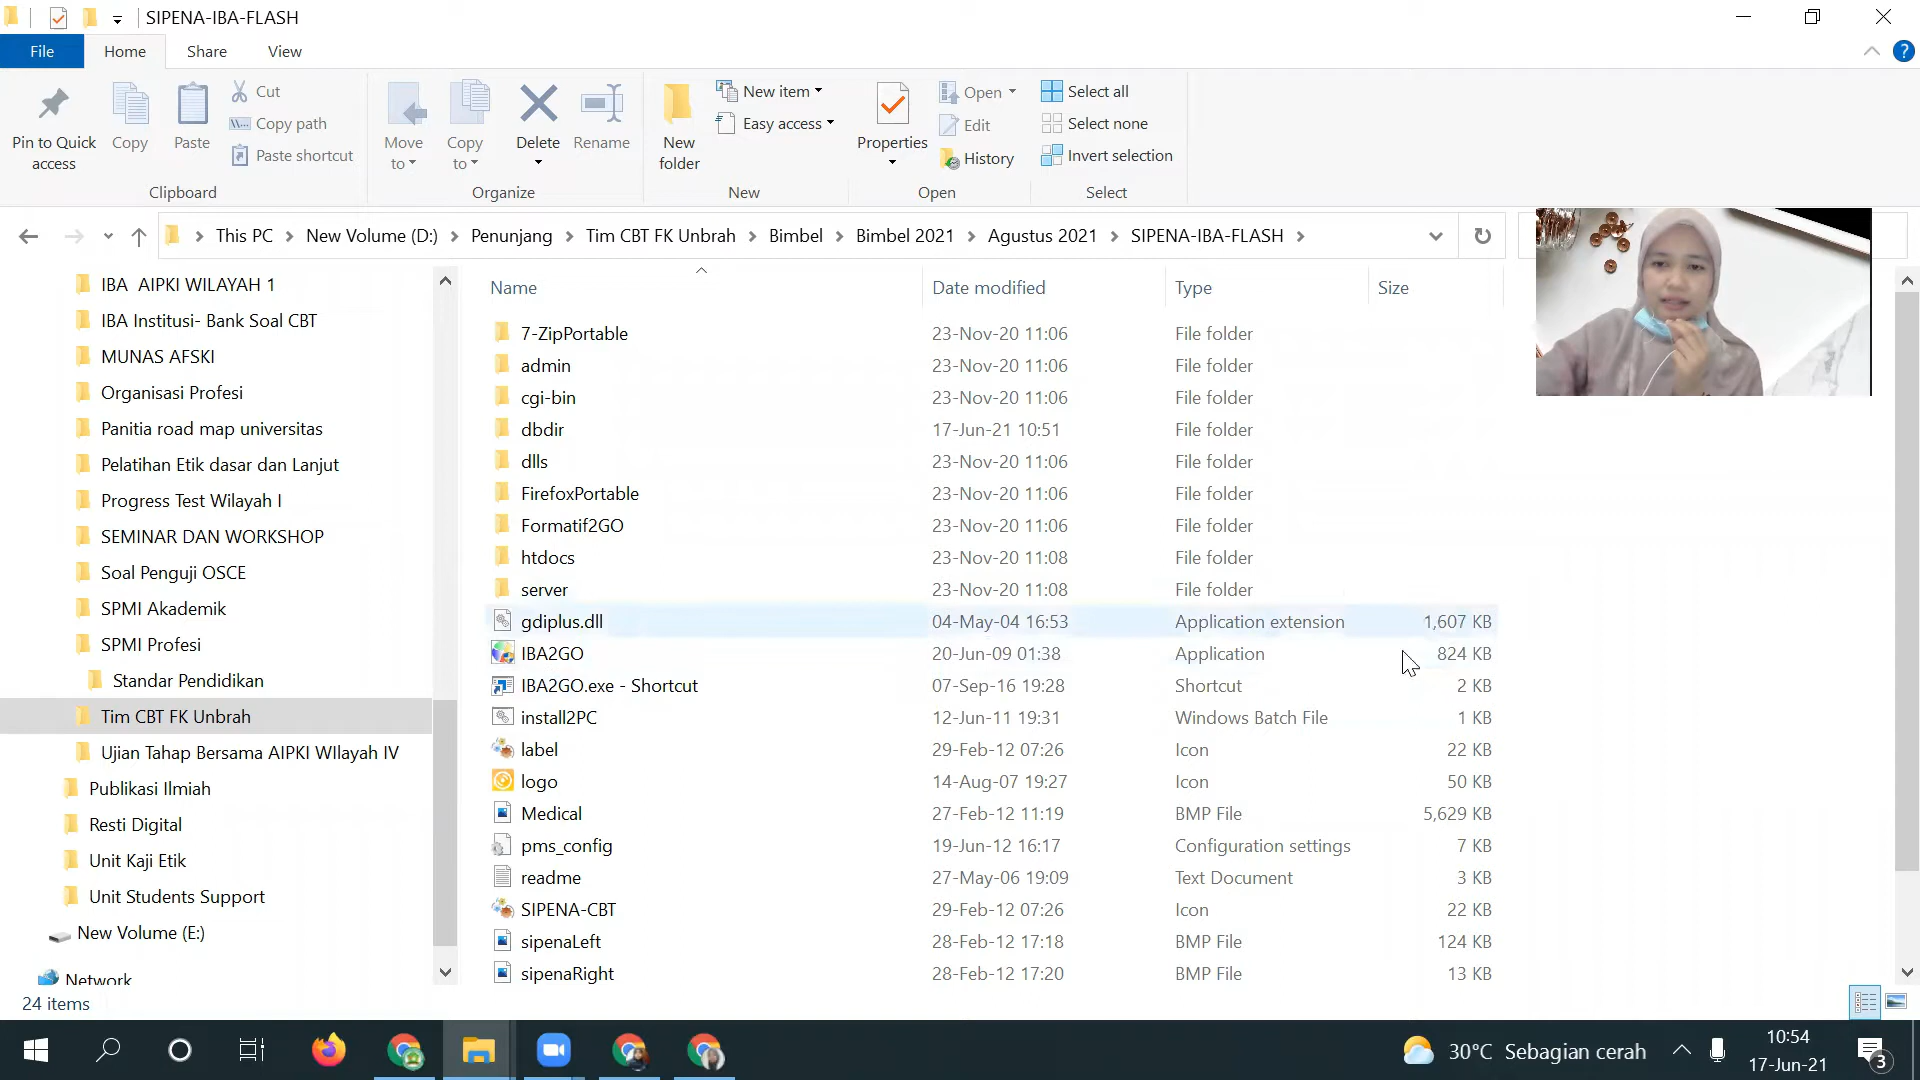 SIPENA-IBA-FLASH
File
Home
Share
View
Pin to Quick access
Copy
Paste
Cut
Copy path
Paste shortcut
Clipboard
Move to
Copy to
Delete
Rename
Organize
New folder
New item
Easy access
New
Properties
Open
Edit
History
Open
Select all
Select none
Invert selection
Select
This PC
New Volume (D:)
Penunjang
Tim CBT FK Unbrah
Bimbel
Bimbel 2021
Agustus 2021
SIPENA-IBA-FLASH
IBA AIPKI WILAYAH 1
IBA Institusi- Bank Soal CBT
MUNAS AFSKI
Organisasi Profesi
Panitia road map universitas
Pelatihan Etik dasar dan Lanjut
Progress Test Wilayah I
SEMINAR DAN WORKSHOP
Soal Penguji OSCE
SPMI Akademik
SPMI Profesi
Standar Pendidikan
Tim CBT FK Unbrah
Ujian Tahap Bersama AIPKI WIlayah IV
Publikasi Ilmiah
Resti Digital
Unit Kaji Etik
Unit Students Support
New Volume (E:)
Network
Name Date modified Type Size
7-ZipPortable 23-Nov-20 11:06 File folder
admin 23-Nov-20 11:06 File folder
cgi-bin 23-Nov-20 11:06 File folder
dbdir 17-Jun-21 10:51 File folder
dlls 23-Nov-20 11:06 File folder
FirefoxPortable 23-Nov-20 11:06 File folder
Formatif2GO 23-Nov-20 11:06 File folder
htdocs 23-Nov-20 11:08 File folder
server 23-Nov-20 11:08 File folder
gdiplus.dll 04-May-04 16:53 Application extension 1,607 KB
IBA2GO 20-Jun-09 01:38 Application 824 KB
IBA2GO.exe - Shortcut 07-Sep-16 19:28 Shortcut 2 KB
install2PC 12-Jun-11 19:31 Windows Batch File 1 KB
label 29-Feb-12 07:26 Icon 22 KB
logo 14-Aug-07 19:27 Icon 50 KB
Medical 27-Feb-12 11:19 BMP File 5,629 KB
pms_config 19-Jun-12 16:17 Configuration settings 7 KB
readme 27-May-06 19:09 Text Document 3 KB
SIPENA-CBT 29-Feb-12 07:26 Icon 22 KB
sipenaLeft 28-Feb-12 17:18 BMP File 124 KB
sipenaRight 28-Feb-12 17:20 BMP File 13 KB
24 items
30°C Sebagian cerah
10:54
17-Jun-21
3